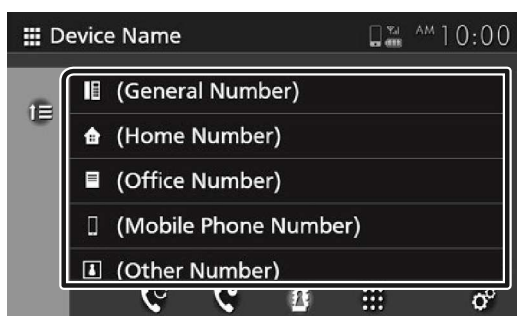 Device Name
AM 10:00
(General Number)
(Home Number)
(Office Number)
(Mobile Phone Number)
(Other Number)